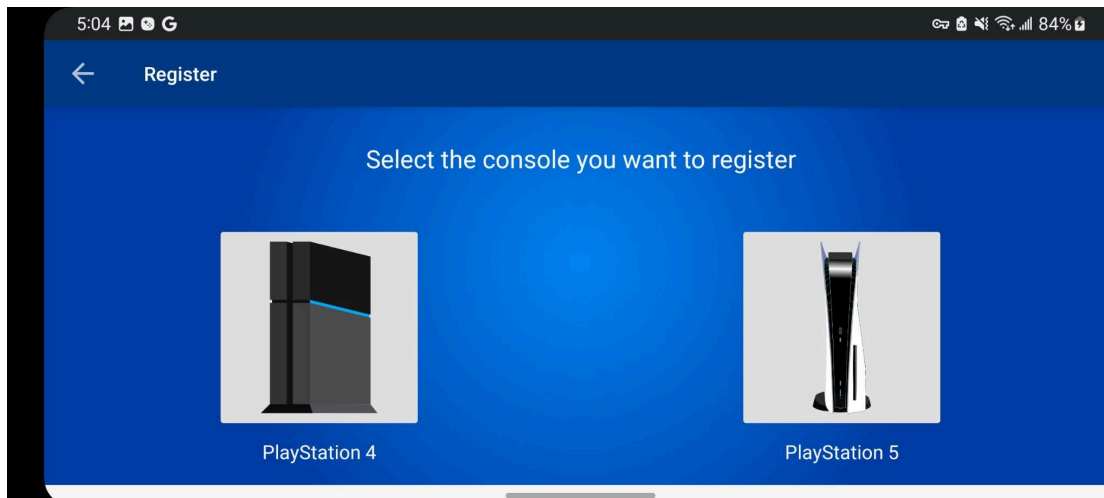 5:04 G 84%
Register
Select the console you want to register
PlayStation 4 PlayStation 5